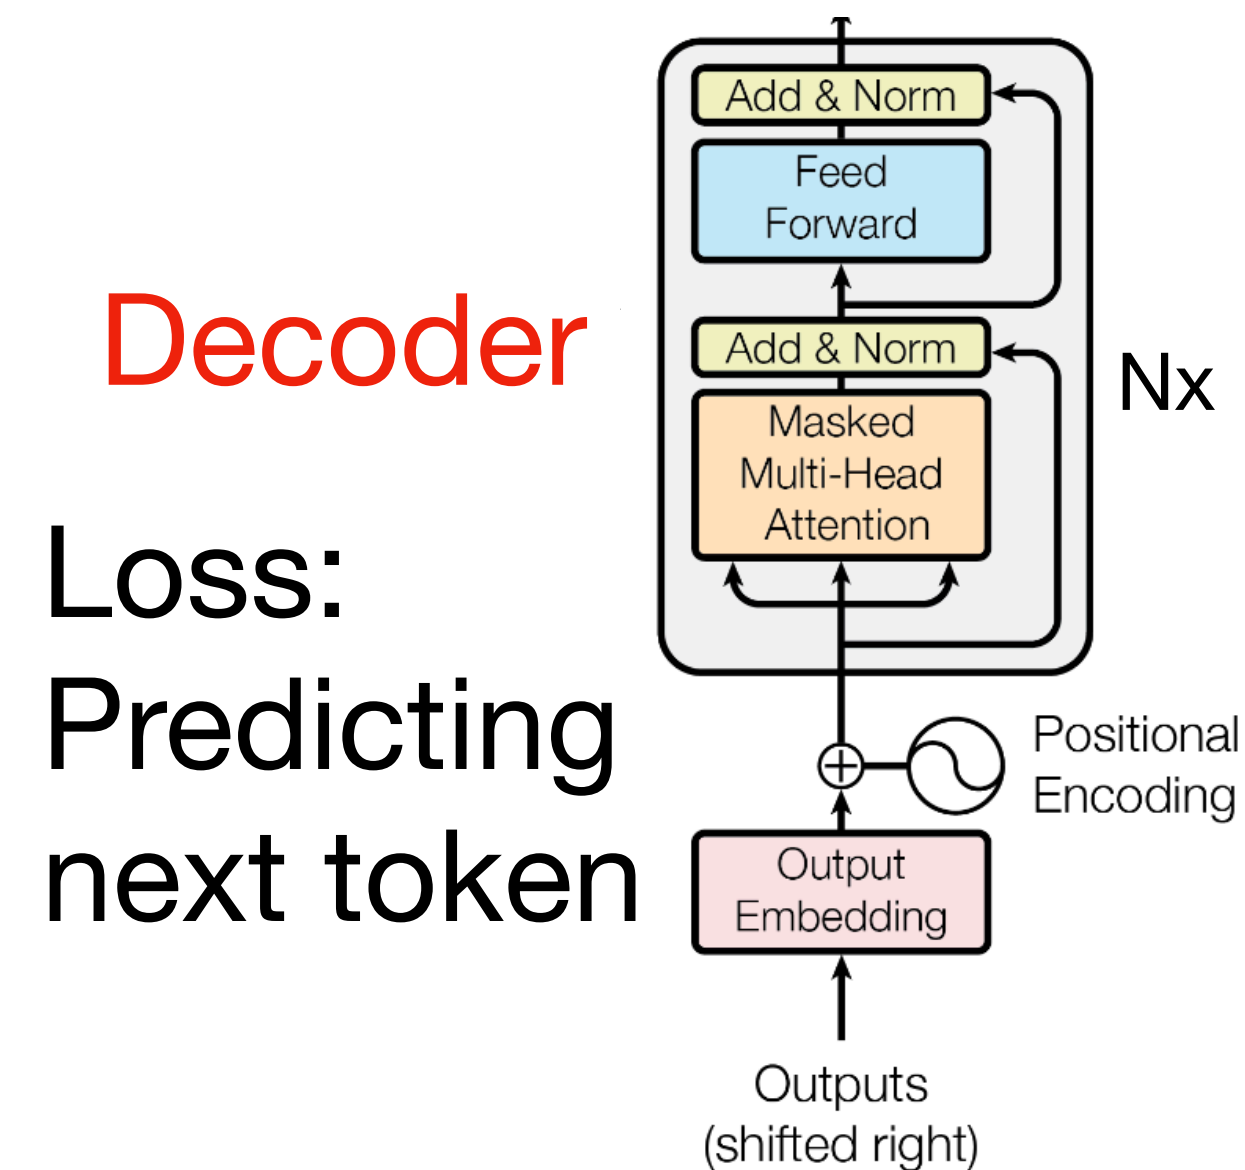 Decoder
Loss:
Predicting
next token
Add & Norm
Feed
Forward
Add & Norm
Masked
Multi-Head
Attention
Nx
Positional
Encoding
Output
Embedding
Outputs
(shifted right)